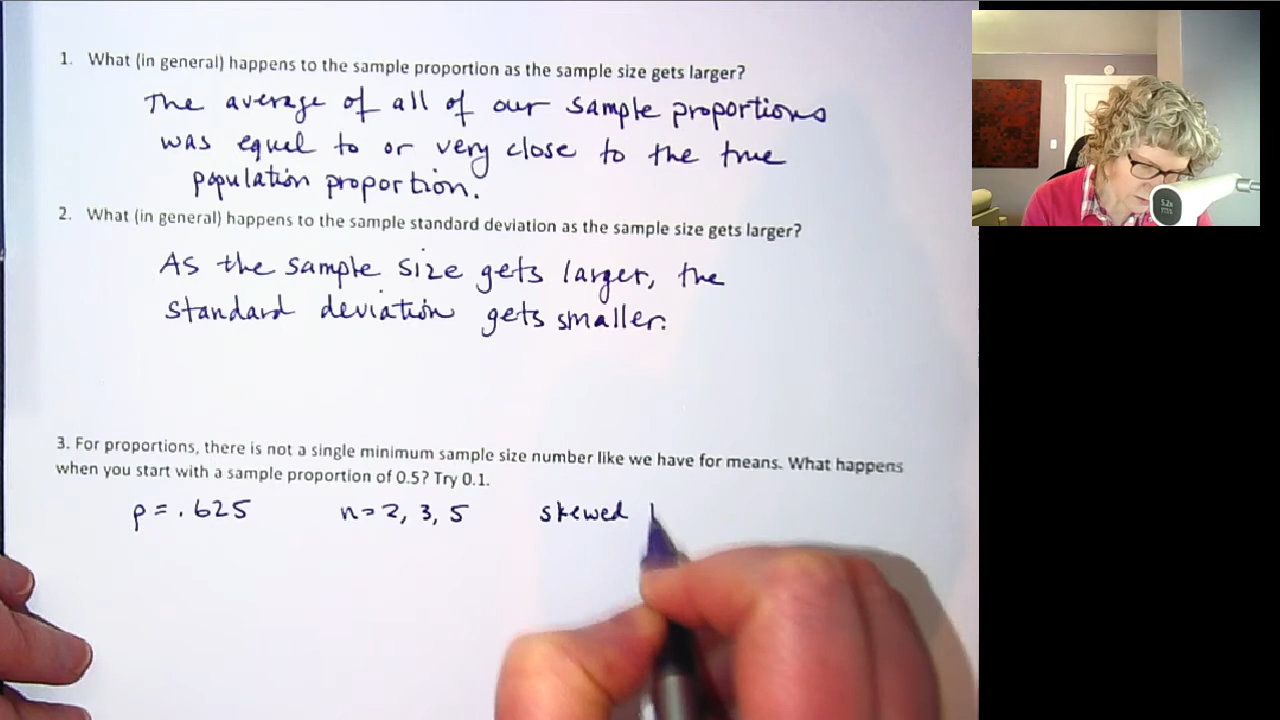 1. What (in general) happens to the sample proportion as the sample size gets larger?
The average of all of our sample proportions
was equal to or very close to the true
population proportion.
2. What (in general) happens to the sample standard deviation as the sample size gets larger?
As the sample size gets larger, the
standard deviation gets smaller.
3. For proportions, there is not a single minimum sample size number like we have for means. What happens
when you start with a sample proportion of 0.5? Try 0.1.
p = .625 n = 2, 3, 5 skewed